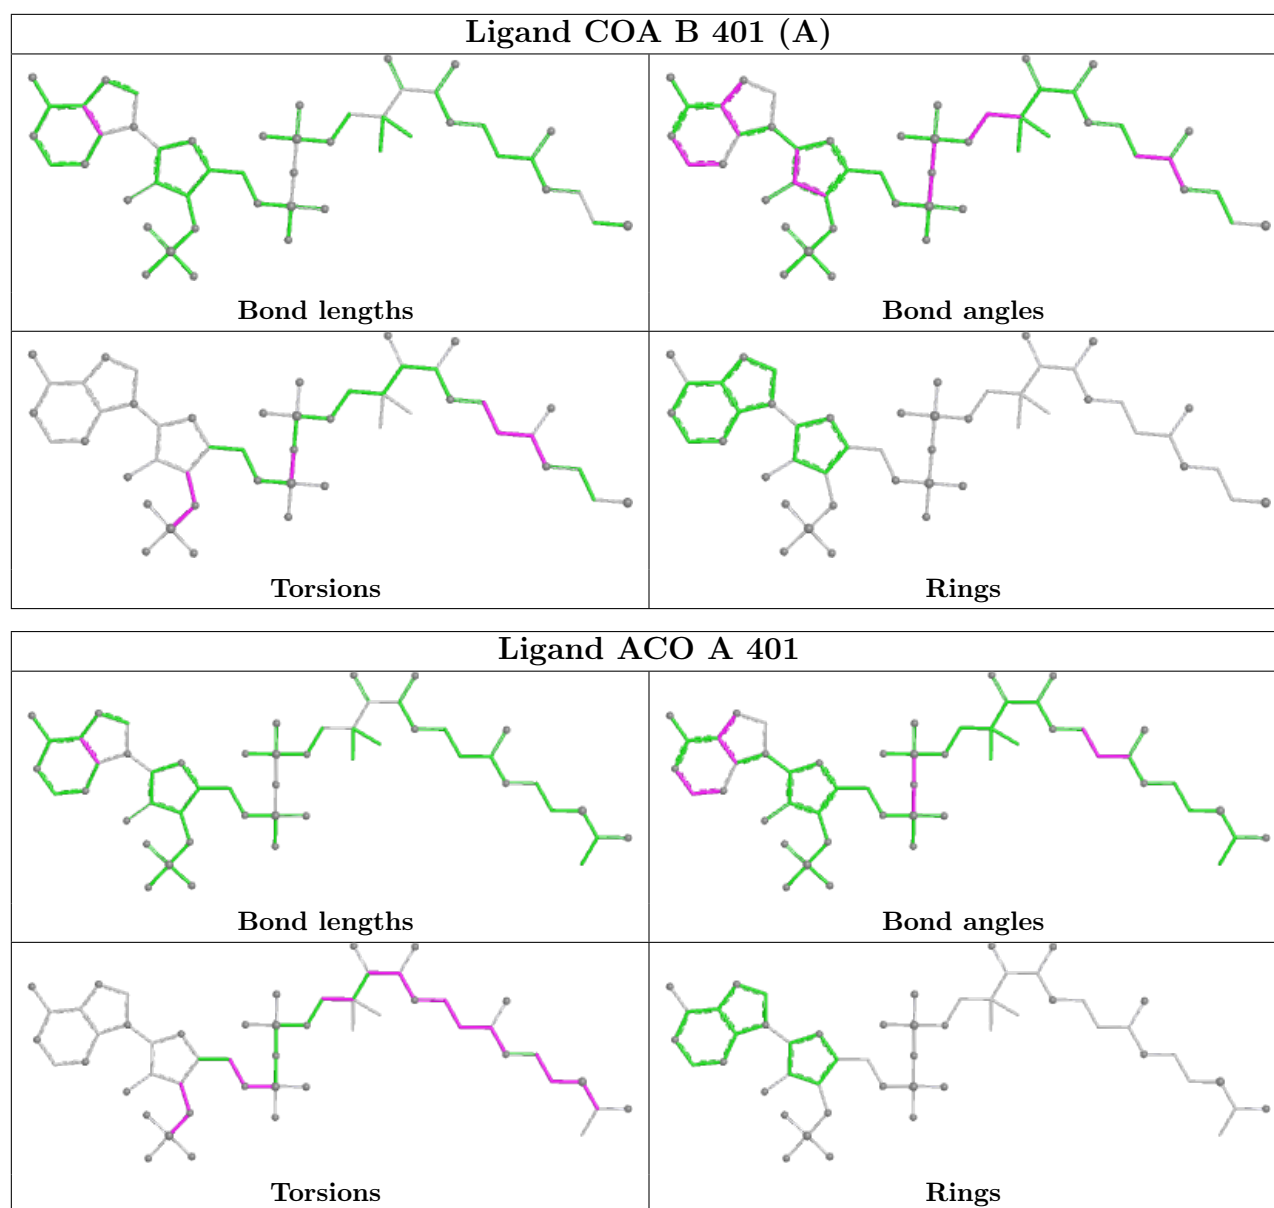 Ligand COA B 401 (A)
Bond lengths
Bond angles
Torsions
Rings
Ligand ACO A 401
Bond lengths
Bond angles
Torsions
Rings